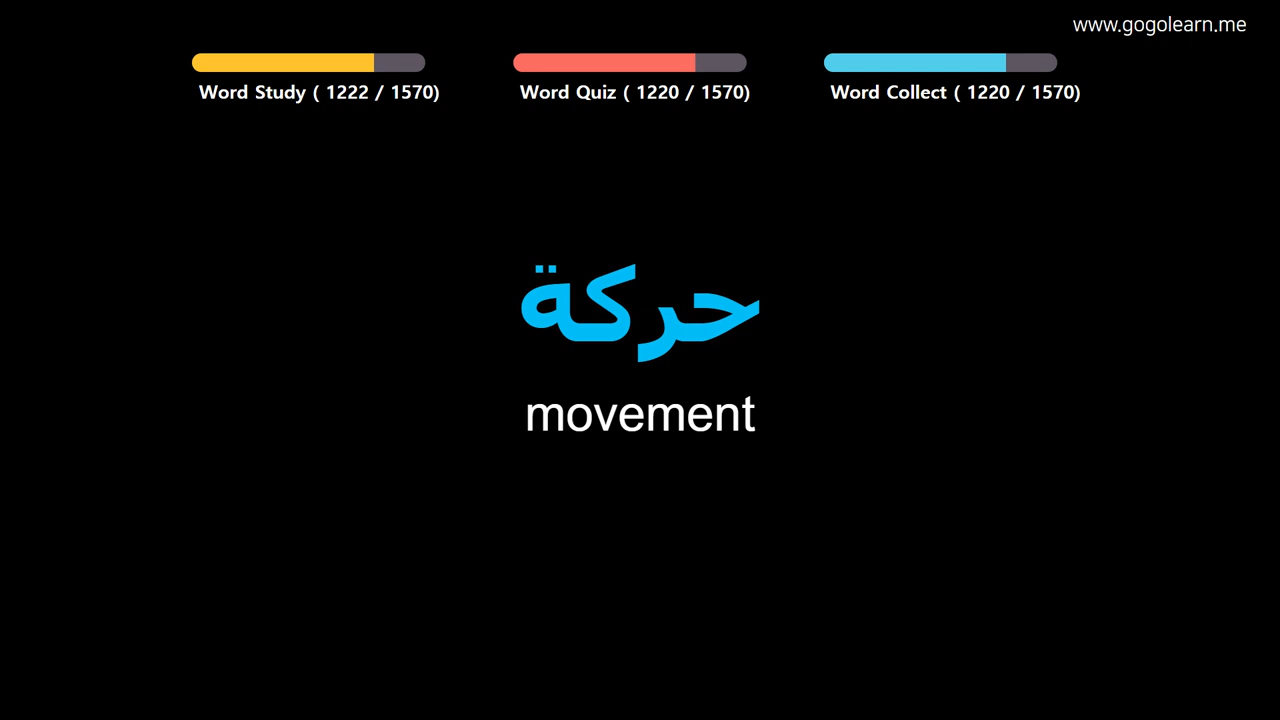 www.gogolearn.me
Word Study ( 1222 / 1570)
Word Quiz ( 1220 / 1570)
Word Collect ( 1220 / 1570)
حركة
movement